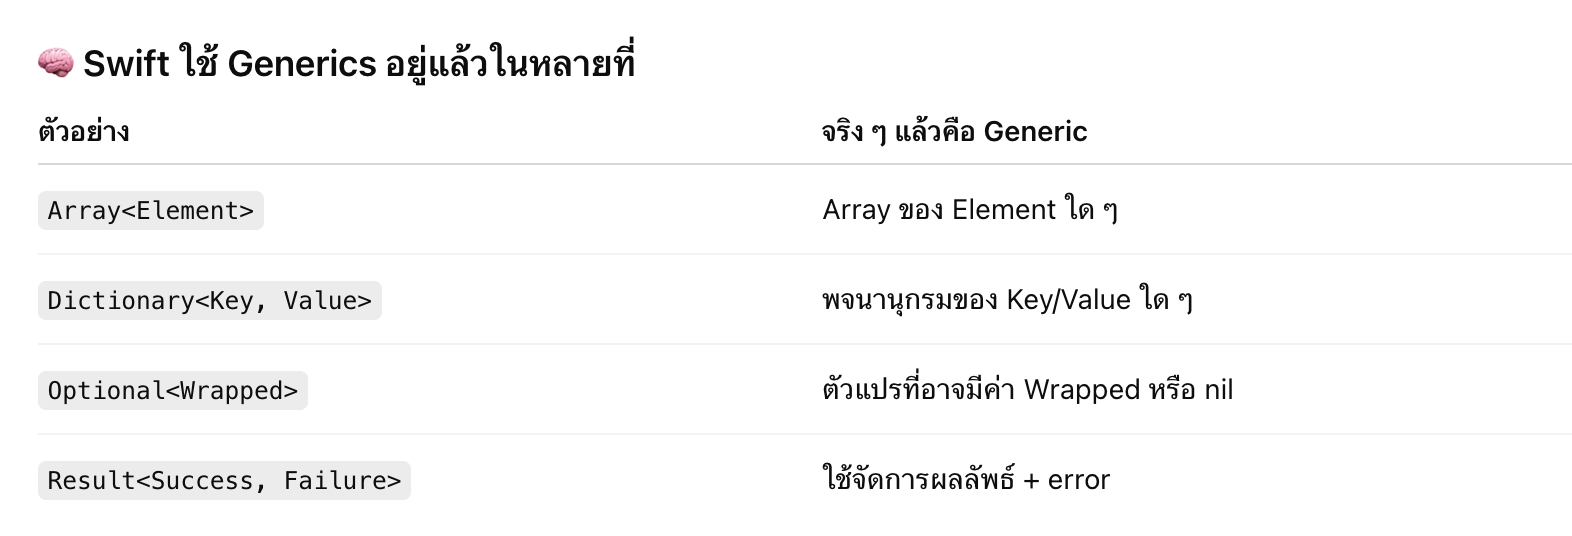 🧠 Swift ใช้ Generics อยู่แล้วในหลายที่
ตัวอย่าง จริง ๆ แล้วคือ Generic
Array<Element> Array ของ Element ใด ๆ
Dictionary<Key, Value> พจนานุกรมของ Key/Value ใด ๆ
Optional<Wrapped> ตัวแปรที่อาจมีค่า Wrapped หรือ nil
Result<Success, Failure> ใช้จัดการผลลัพธ์ + error